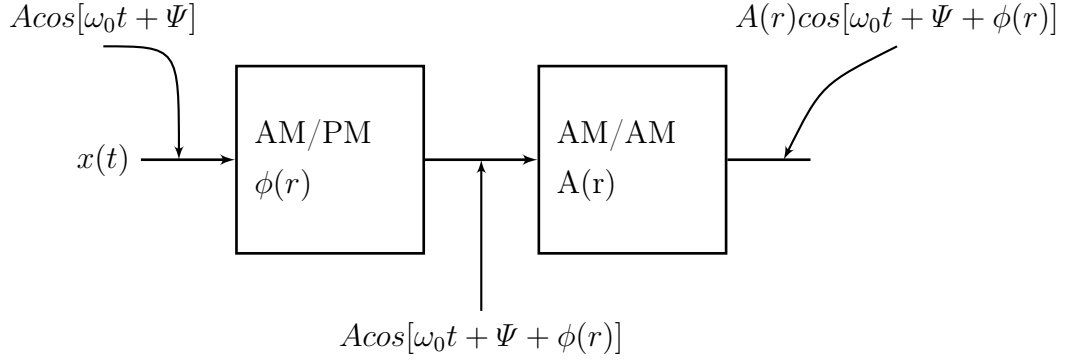 Acos[ω₀t + Ψ]
A(r)cos[ω₀t + Ψ + ϕ(r)]
x(t)
AM/PM
ϕ(r)
AM/AM
A(r)
Acos[ω₀t + Ψ + ϕ(r)]